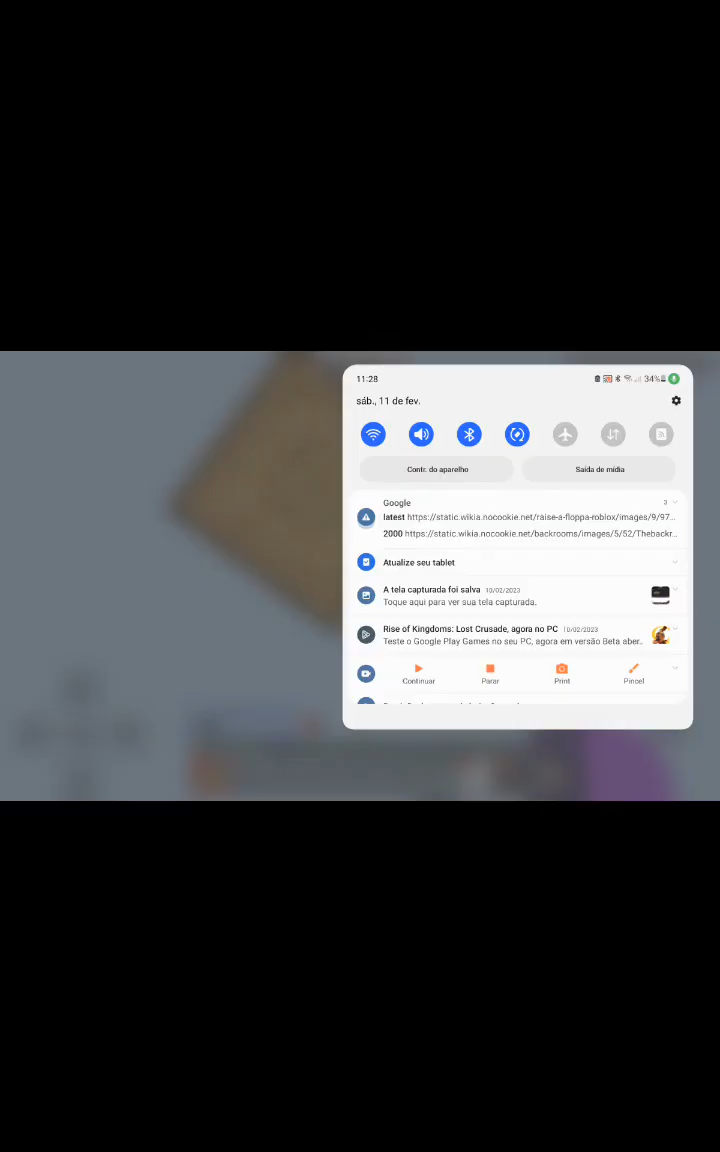 11:28
34%
sáb., 11 de fev.
Contr. do aparelho
Saída de mídia
Google
3
latest https://static.wikia.nocookie.net/raise-a-floppa-roblox/images/9/97...
2000 https://static.wikia.nocookie.net/backrooms/images/5/52/Thebackr...
Atualize seu tablet
A tela capturada foi salva 10/02/2023
Toque aqui para ver sua tela capturada.
Rise of Kingdoms: Lost Crusade, agora no PC 10/02/2023
Teste o Google Play Games no seu PC, agora em versão Beta aber..
Continuar
Parar
Print
Pincel